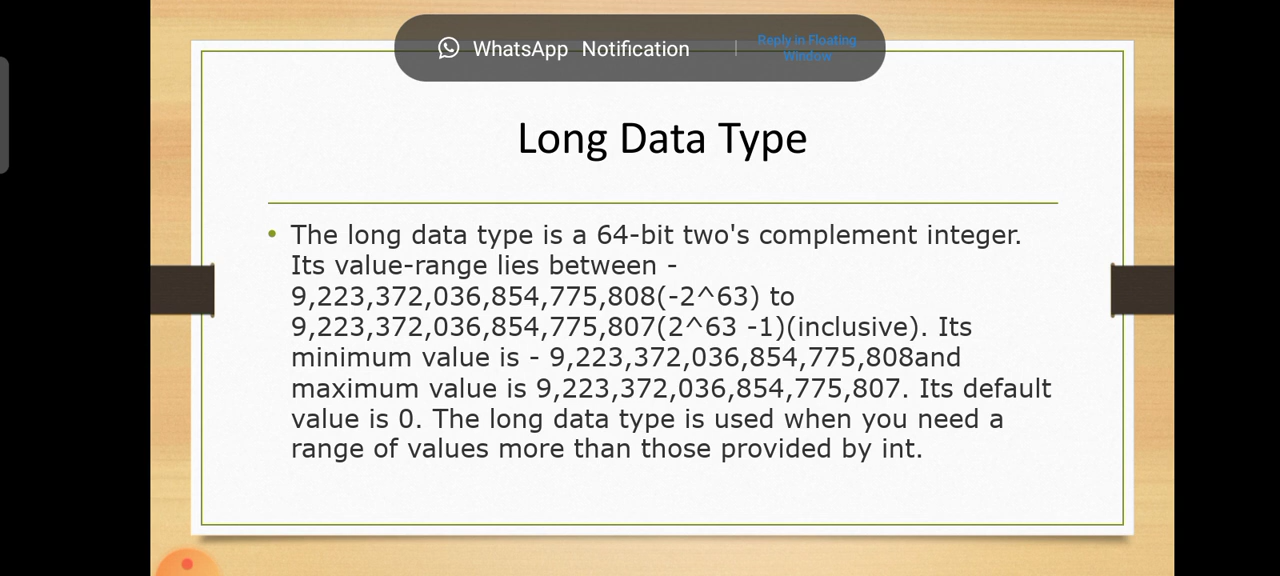 WhatsApp Notification
Reply in Floating
Window
Long Data Type
• The long data type is a 64-bit two's complement integer.
Its value-range lies between -
9,223,372,036,854,775,808(-2^63) to
9,223,372,036,854,775,807(2^63 -1)(inclusive). Its
minimum value is - 9,223,372,036,854,775,808and
maximum value is 9,223,372,036,854,775,807. Its default
value is 0. The long data type is used when you need a
range of values more than those provided by int.